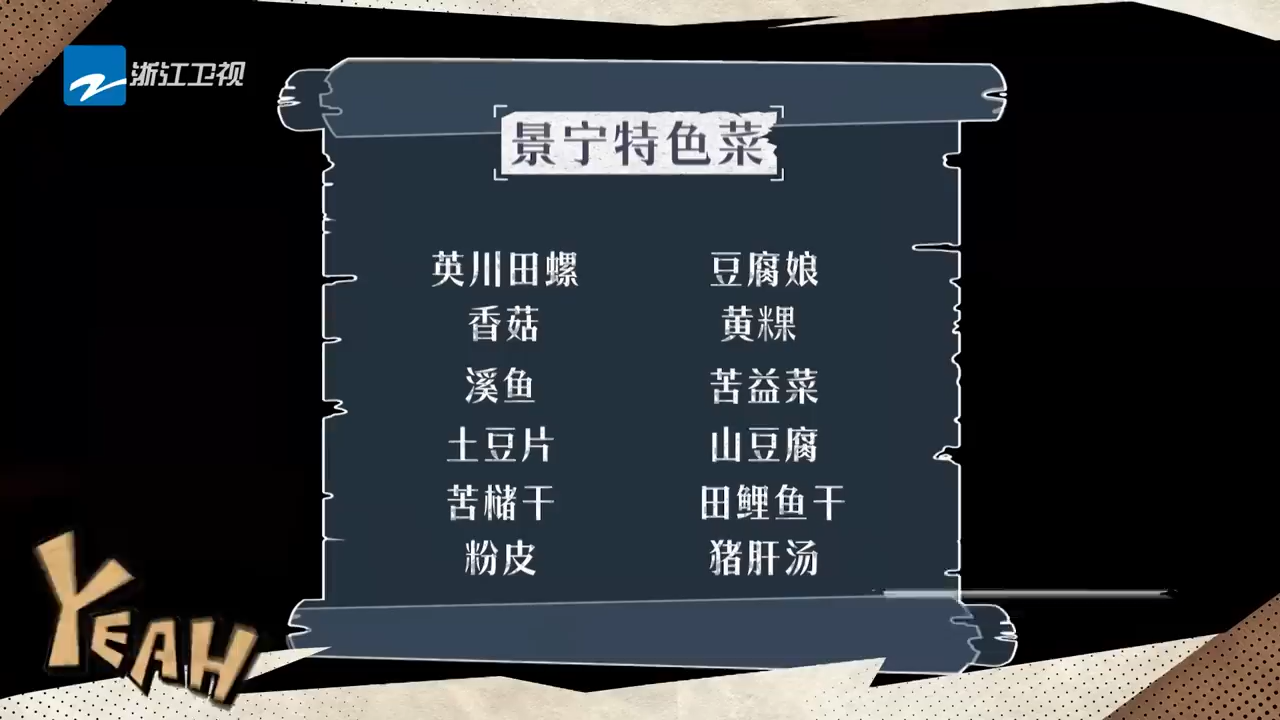 浙江卫视
景宁特色菜
英川田螺 豆腐娘
香菇 黄粿
溪鱼 苦益菜
土豆片 山豆腐
苦槠干 田鲤鱼干
粉皮 猪肝汤
YEAH